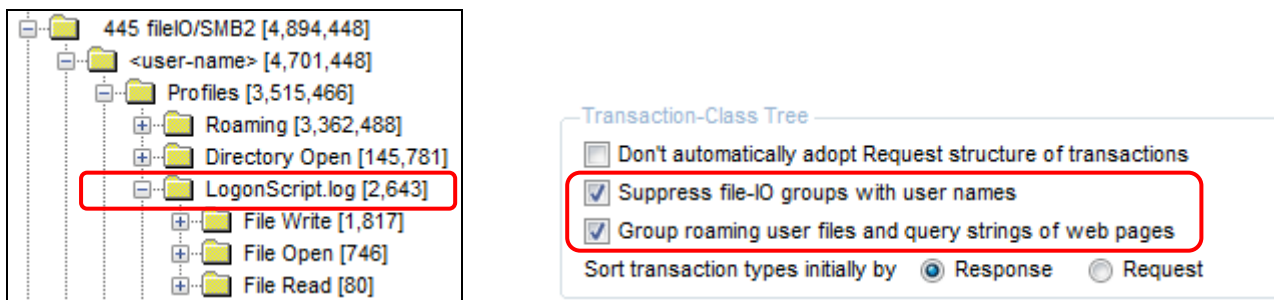 445 fileIO/SMB2 [4,894,448]
<user-name> [4,701,448]
Profiles [3,515,466]
Roaming [3,362,488]
Directory Open [145,781]
LogonScript.log [2,643]
File Write [1,817]
File Open [746]
File Read [80]
Transaction-Class Tree
Don't automatically adopt Request structure of transactions
Suppress file-IO groups with user names
Group roaming user files and query strings of web pages
Sort transaction types initially by Response Request